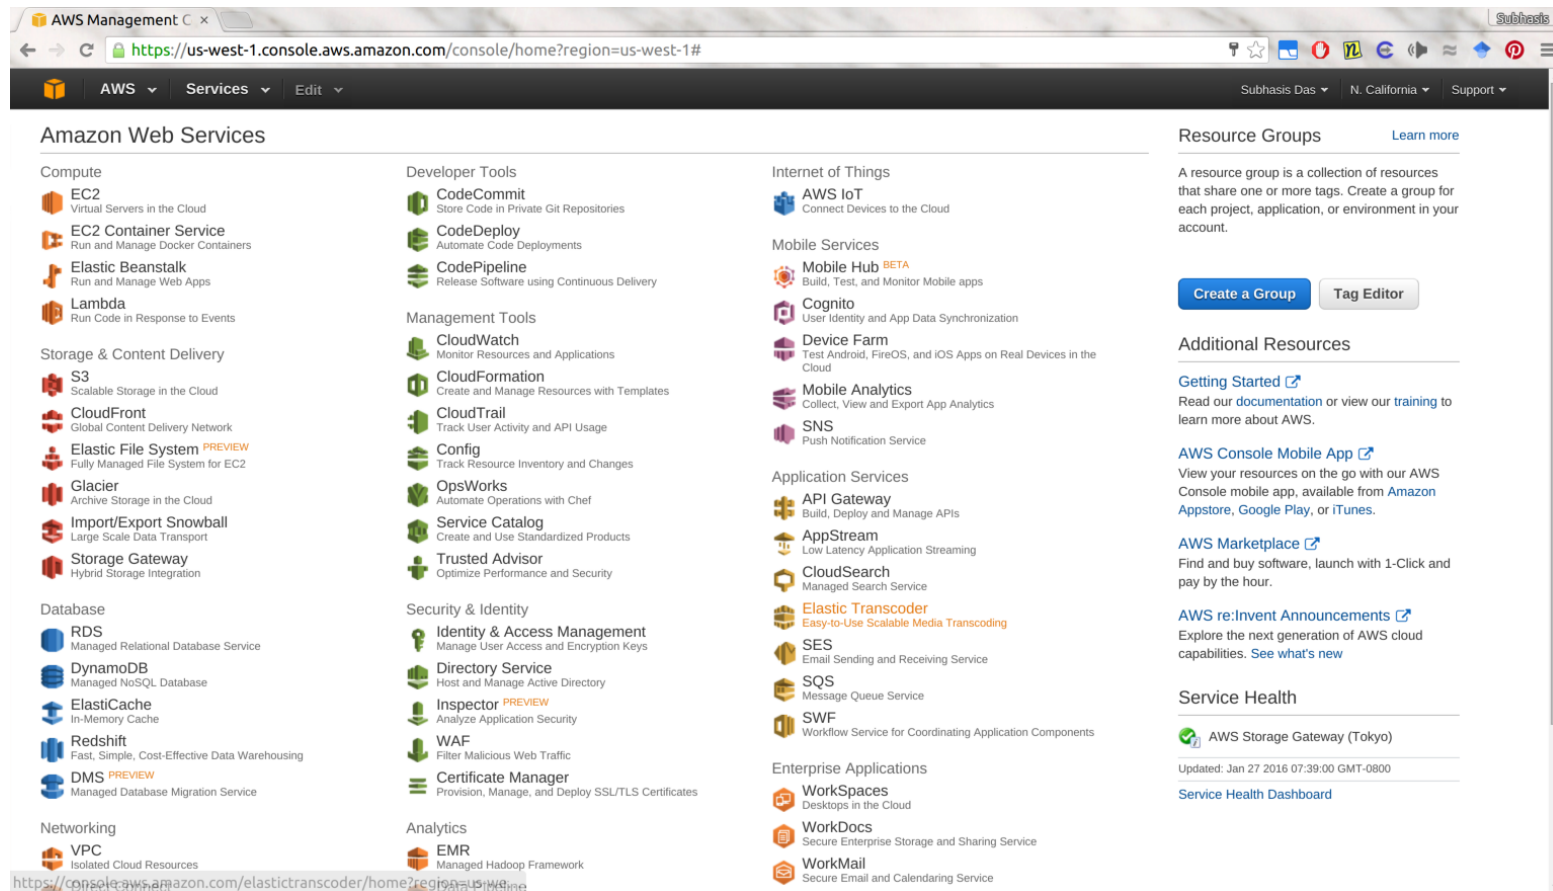 AWS Management C ×
Subhasis
https://us-west-1.console.aws.amazon.com/console/home?region=us-west-1#
AWS Services Edit
Subhasis Das N. California Support
Amazon Web Services
Compute
EC2
Virtual Servers in the Cloud
EC2 Container Service
Run and Manage Docker Containers
Elastic Beanstalk
Run and Manage Web Apps
Lambda
Run Code in Response to Events
Storage & Content Delivery
S3
Scalable Storage in the Cloud
CloudFront
Global Content Delivery Network
Elastic File System PREVIEW
Fully Managed File System for EC2
Glacier
Archive Storage in the Cloud
Import/Export Snowball
Large Scale Data Transport
Storage Gateway
Hybrid Storage Integration
Database
RDS
Managed Relational Database Service
DynamoDB
Managed NoSQL Database
ElastiCache
In-Memory Cache
Redshift
Fast, Simple, Cost-Effective Data Warehousing
DMS PREVIEW
Managed Database Migration Service
Networking
VPC
Isolated Cloud Resources
Developer Tools
CodeCommit
Store Code in Private Git Repositories
CodeDeploy
Automate Code Deployments
CodePipeline
Release Software using Continuous Delivery
Management Tools
CloudWatch
Monitor Resources and Applications
CloudFormation
Create and Manage Resources with Templates
CloudTrail
Track User Activity and API Usage
Config
Track Resource Inventory and Changes
OpsWorks
Automate Operations with Chef
Service Catalog
Create and Use Standardized Products
Trusted Advisor
Optimize Performance and Security
Security & Identity
Identity & Access Management
Manage User Access and Encryption Keys
Directory Service
Host and Manage Active Directory
Inspector PREVIEW
Analyze Application Security
WAF
Filter Malicious Web Traffic
Certificate Manager
Provision, Manage, and Deploy SSL/TLS Certificates
Analytics
EMR
Managed Hadoop Framework
Internet of Things
AWS IoT
Connect Devices to the Cloud
Mobile Services
Mobile Hub BETA
Build, Test, and Monitor Mobile apps
Cognito
User Identity and App Data Synchronization
Device Farm
Test Android, FireOS, and iOS Apps on Real Devices in the
Cloud
Mobile Analytics
Collect, View and Export App Analytics
SNS
Push Notification Service
Application Services
API Gateway
Build, Deploy and Manage APIs
AppStream
Low Latency Application Streaming
CloudSearch
Managed Search Service
Elastic Transcoder
Easy-to-Use Scalable Media Transcoding
SES
Email Sending and Receiving Service
SQS
Message Queue Service
SWF
Workflow Service for Coordinating Application Components
Enterprise Applications
WorkSpaces
Desktops in the Cloud
WorkDocs
Secure Enterprise Storage and Sharing Service
WorkMail
Secure Email and Calendaring Service
Resource Groups Learn more
A resource group is a collection of resources
that share one or more tags. Create a group for
each project, application, or environment in your
account.
Create a Group Tag Editor
Additional Resources
Getting Started
Read our documentation or view our training to
learn more about AWS.
AWS Console Mobile App
View your resources on the go with our AWS
Console mobile app, available from Amazon
Appstore, Google Play, or iTunes.
AWS Marketplace
Find and buy software, launch with 1-Click and
pay by the hour.
AWS re:Invent Announcements
Explore the next generation of AWS cloud
capabilities. See what's new
Service Health
AWS Storage Gateway (Tokyo)
Updated: Jan 27 2016 07:39:00 GMT-0800
Service Health Dashboard
https://console.aws.amazon.com/elastictranscoder/home?region=us-we...